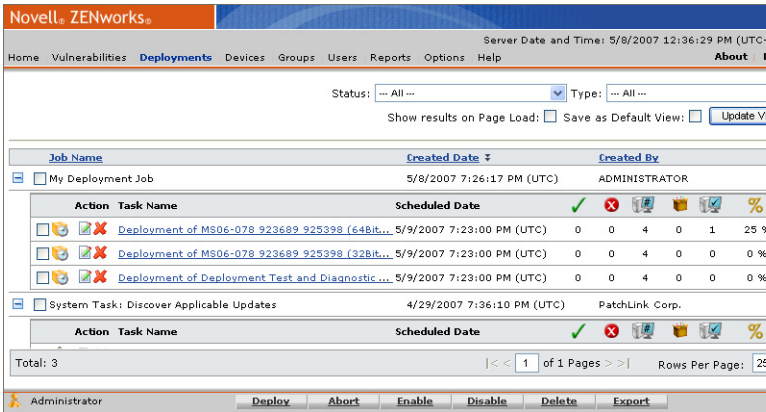 Novell® ZENworks®
Server Date and Time: 5/8/2007 12:36:29 PM (UTC-
Home Vulnerabilities Deployments Devices Groups Users Reports Options Help About
Status: --- All --- Type: --- All ---
Show results on Page Load: Save as Default View: Update Vi
Job Name Created Date Created By
My Deployment Job 5/8/2007 7:26:17 PM (UTC) ADMINISTRATOR
Action Task Name Scheduled Date %
Deployment of MS06-078 923689 925398 (64Bit... 5/9/2007 7:23:00 PM (UTC) 0 0 4 0 1 25 %
Deployment of MS06-078 923689 925398 (32Bit... 5/9/2007 7:23:00 PM (UTC) 0 0 4 0 0 0 %
Deployment of Deployment Test and Diagnostic ... 5/9/2007 7:23:00 PM (UTC) 0 0 4 0 0 0 %
System Task: Discover Applicable Updates 4/29/2007 7:36:10 PM (UTC) PatchLink Corp.
Action Task Name Scheduled Date %
Total: 3 |< < 1 of 1 Pages > >| Rows Per Page: 25
Administrator Deploy Abort Enable Disable Delete Export